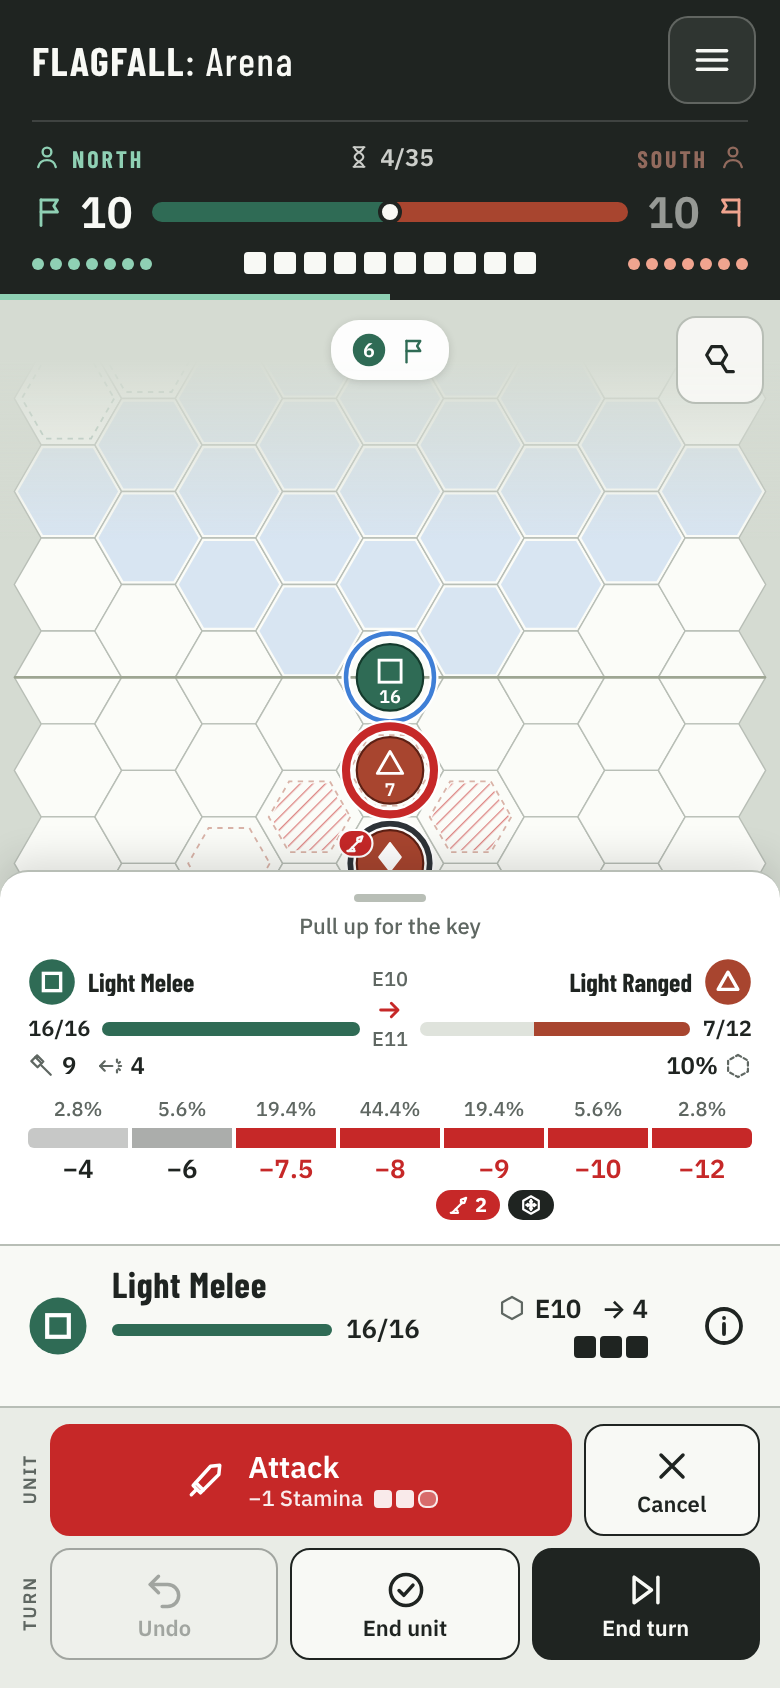 FLAGFALL: Arena
NORTH
4/35
SOUTH
10
10
6
16
7
Pull up for the key
Light Melee
E10
Light Ranged
16/16
E11
7/12
9
4
10%
2.8% 5.6% 19.4% 44.4% 19.4% 5.6% 2.8%
−4 −6 −7.5 −8 −9 −10 −12
2
Light Melee
16/16
E10 → 4
UNIT
Attack
−1 Stamina
Cancel
TURN
Undo
End unit
End turn